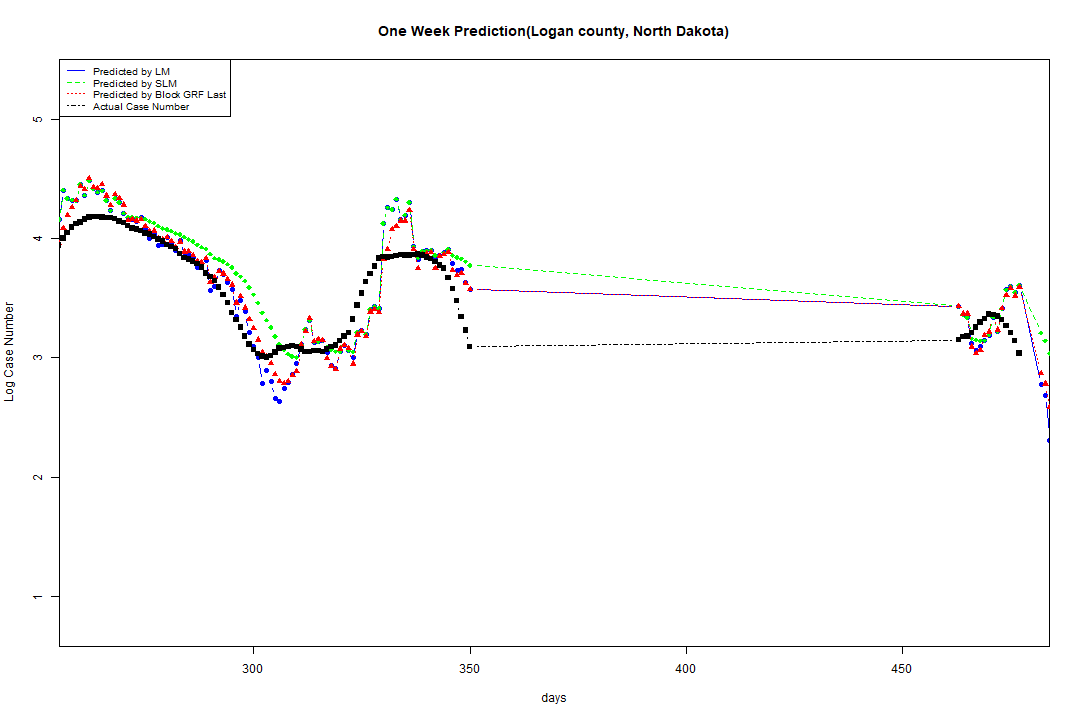 One Week Prediction(Logan county, North Dakota)
Predicted by LM
Predicted by SLM
Predicted by Block GRF Last
Actual Case Number
Log Case Number
5
4
3
2
1
300
350
400
450
days